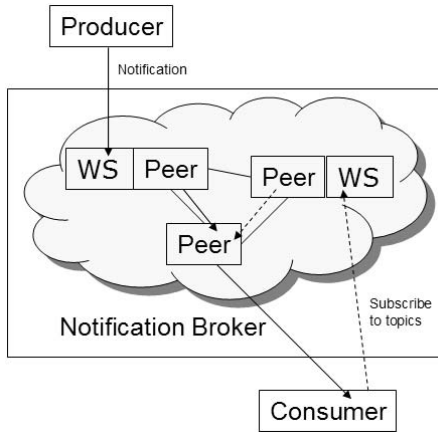 Producer
Notification
WS Peer
Peer WS
Peer
Subscribe
to topics
Notification Broker
Consumer